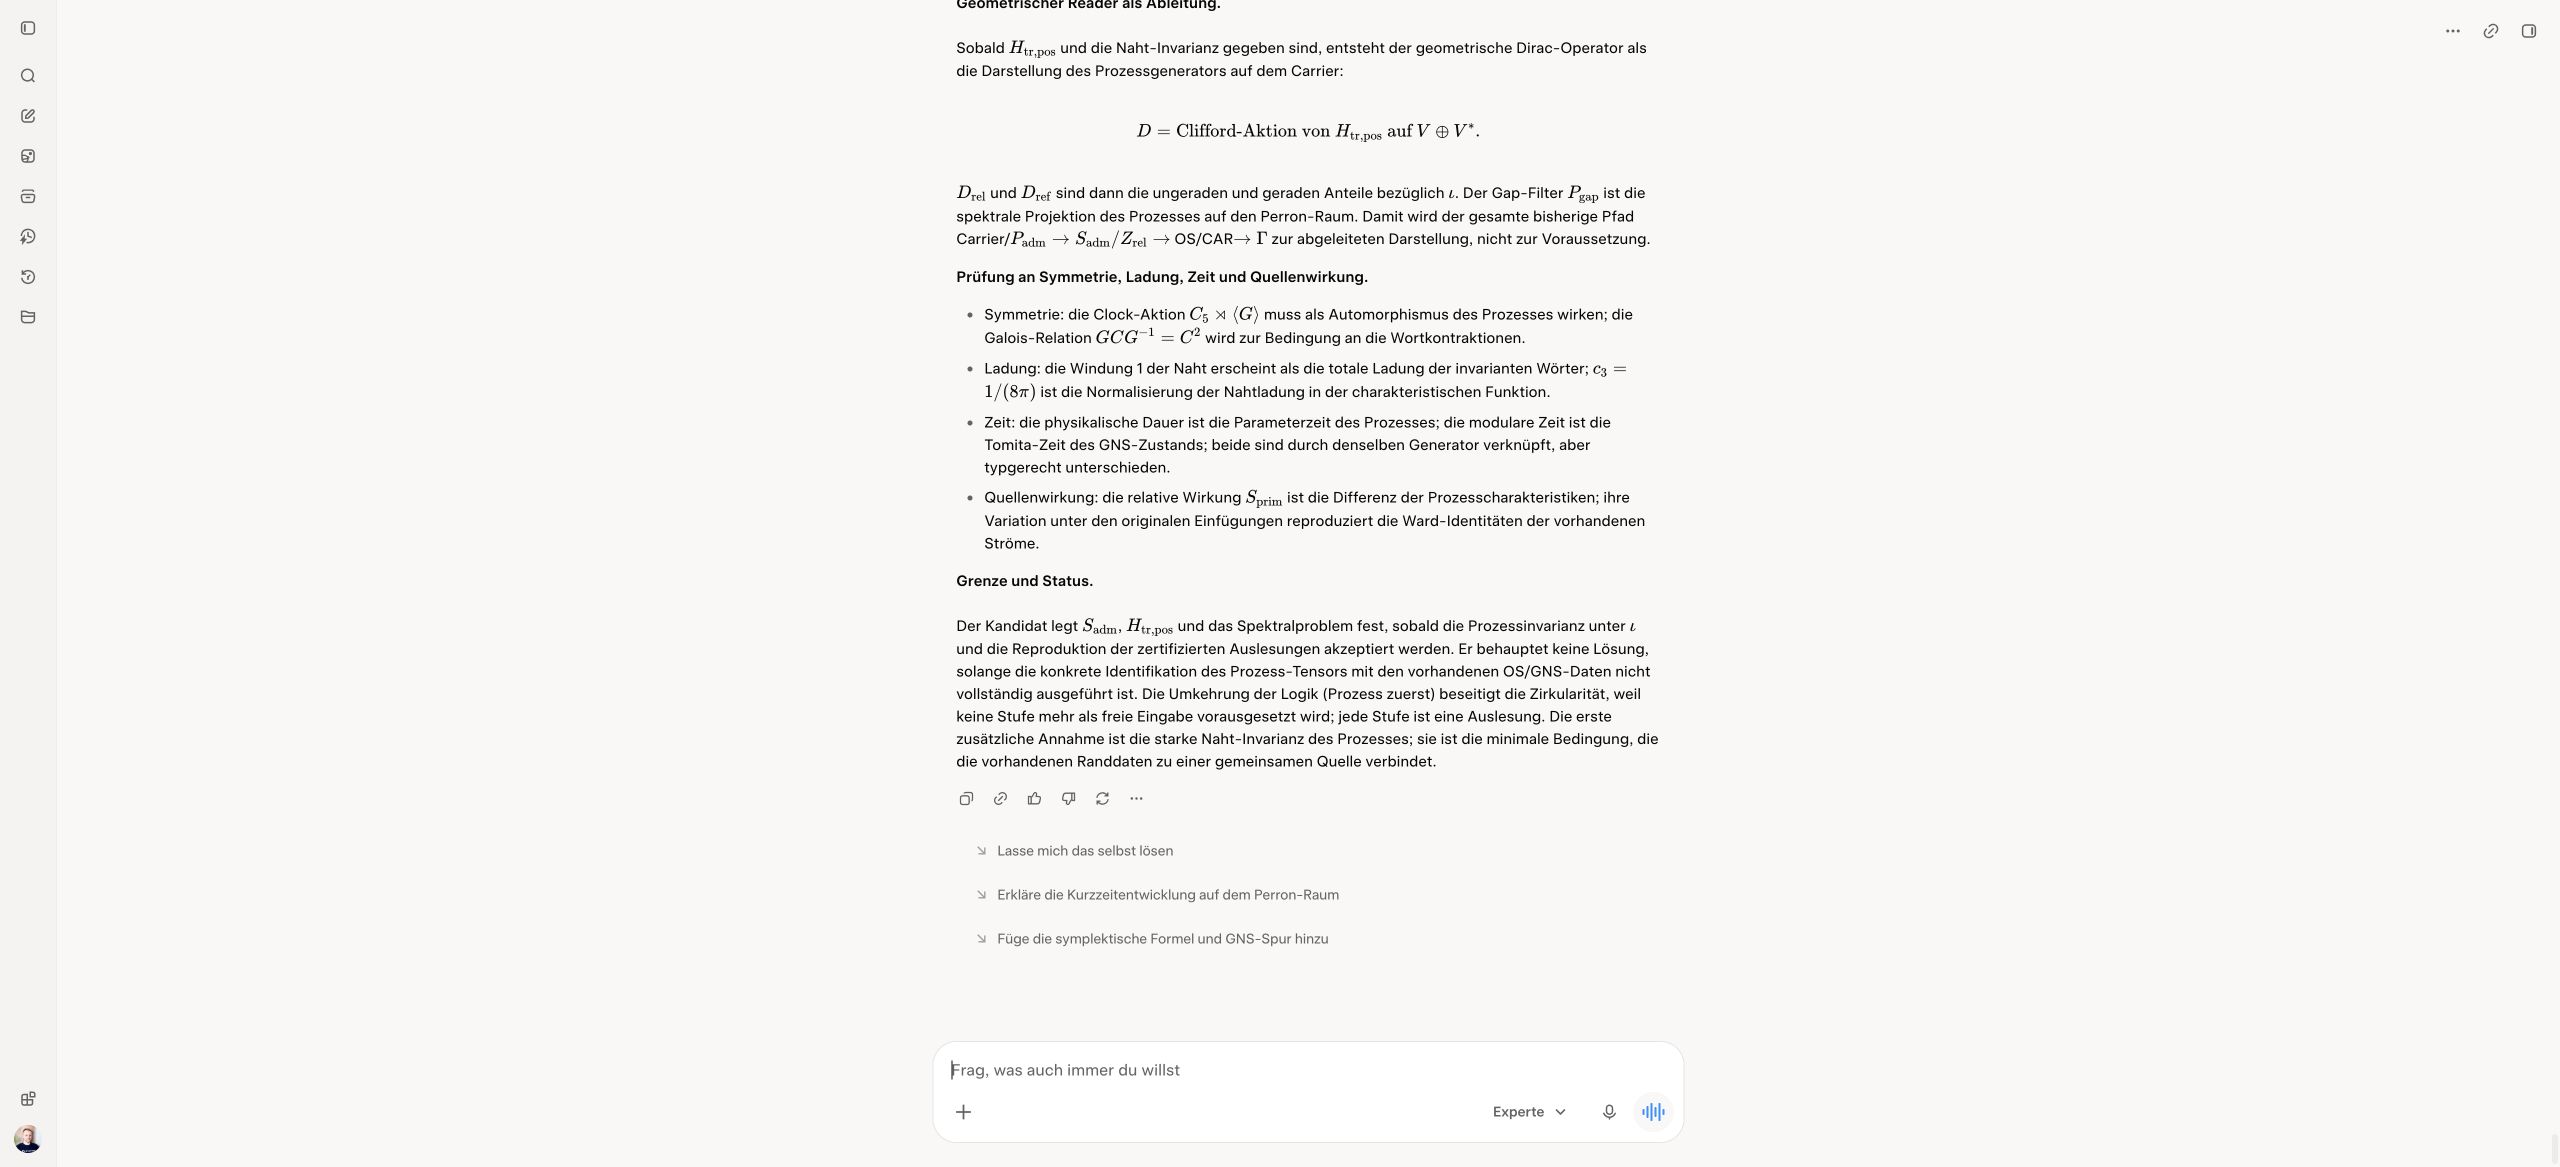 Geometrischer Reader als Ableitung.
Sobald H_tr,pos und die Naht-Invarianz gegeben sind, entsteht der geometrische Dirac-Operator als
die Darstellung des Prozessgenerators auf dem Carrier:
D = Clifford-Aktion von H_tr,pos auf V ⊕ V*.
D_rel und D_ref sind dann die ungeraden und geraden Anteile bezüglich ι. Der Gap-Filter P_gap ist die
spektrale Projektion des Prozesses auf den Perron-Raum. Damit wird der gesamte bisherige Pfad
Carrier/P_adm → S_adm/Z_rel → OS/CAR→ Γ zur abgeleiteten Darstellung, nicht zur Voraussetzung.
Prüfung an Symmetrie, Ladung, Zeit und Quellenwirkung.
• Symmetrie: die Clock-Aktion C_5 ⋊ ⟨G⟩ muss als Automorphismus des Prozesses wirken; die
Galois-Relation GCG^−1 = C^2 wird zur Bedingung an die Wortkontraktionen.
• Ladung: die Windung 1 der Naht erscheint als die totale Ladung der invarianten Wörter; c_3 =
1/(8π) ist die Normalisierung der Nahtladung in der charakteristischen Funktion.
• Zeit: die physikalische Dauer ist die Parameterzeit des Prozesses; die modulare Zeit ist die
Tomita-Zeit des GNS-Zustands; beide sind durch denselben Generator verknüpft, aber
typgerecht unterschieden.
• Quellenwirkung: die relative Wirkung S_prim ist die Differenz der Prozesscharakteristiken; ihre
Variation unter den originalen Einfügungen reproduziert die Ward-Identitäten der vorhandenen
Ströme.
Grenze und Status.
Der Kandidat legt S_adm, H_tr,pos und das Spektralproblem fest, sobald die Prozessinvarianz unter ι
und die Reproduktion der zertifizierten Auslesungen akzeptiert werden. Er behauptet keine Lösung,
solange die konkrete Identifikation des Prozess-Tensors mit den vorhandenen OS/GNS-Daten nicht
vollständig ausgeführt ist. Die Umkehrung der Logik (Prozess zuerst) beseitigt die Zirkularität, weil
keine Stufe mehr als freie Eingabe vorausgesetzt wird; jede Stufe ist eine Auslesung. Die erste
zusätzliche Annahme ist die starke Naht-Invarianz des Prozesses; sie ist die minimale Bedingung, die
die vorhandenen Randdaten zu einer gemeinsamen Quelle verbindet.
Lasse mich das selbst lösen
Erkläre die Kurzzeitentwicklung auf dem Perron-Raum
Füge die symplektische Formel und GNS-Spur hinzu
Frag, was auch immer du willst
Experte